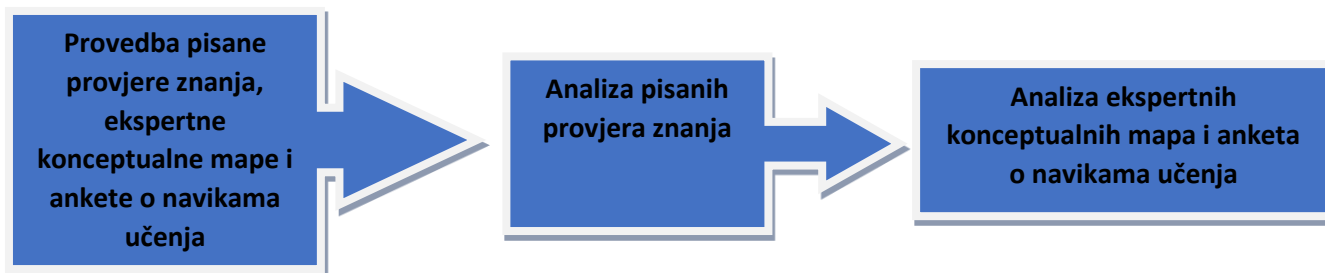 Provedba pisane
provjere znanja,
ekspertne
konceptualne mape i
ankete o navikama
učenja
Analiza pisanih
provjera znanja
Analiza ekspertnih
konceptualnih mapa i anketa
o navikama učenja